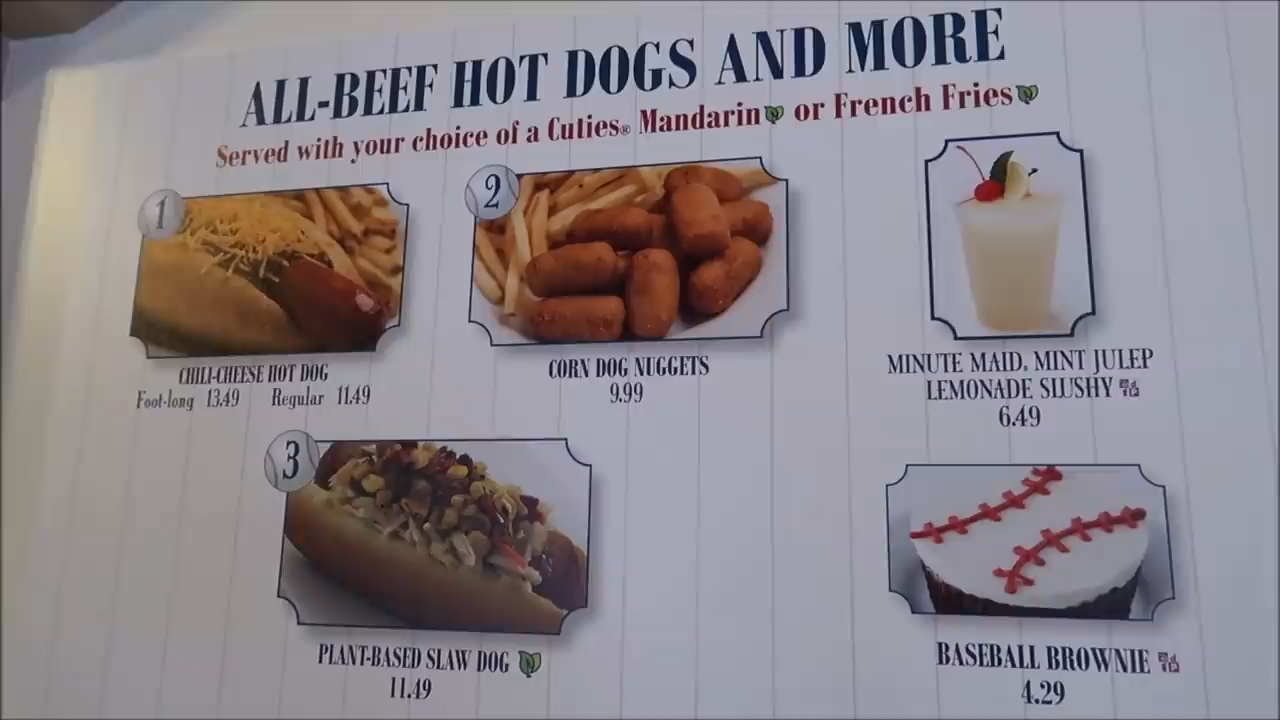 ALL-BEEF HOT DOGS AND MORE
Served with your choice of a Cuties® Mandarin or French Fries
1
2
CHILI-CHEESE HOT DOG
Foot-long 13.49 Regular 11.49
CORN DOG NUGGETS
9.99
MINUTE MAID® MINT JULEP
LEMONADE SLUSHY
6.49
3
PLANT-BASED SLAW DOG
11.49
BASEBALL BROWNIE
4.29